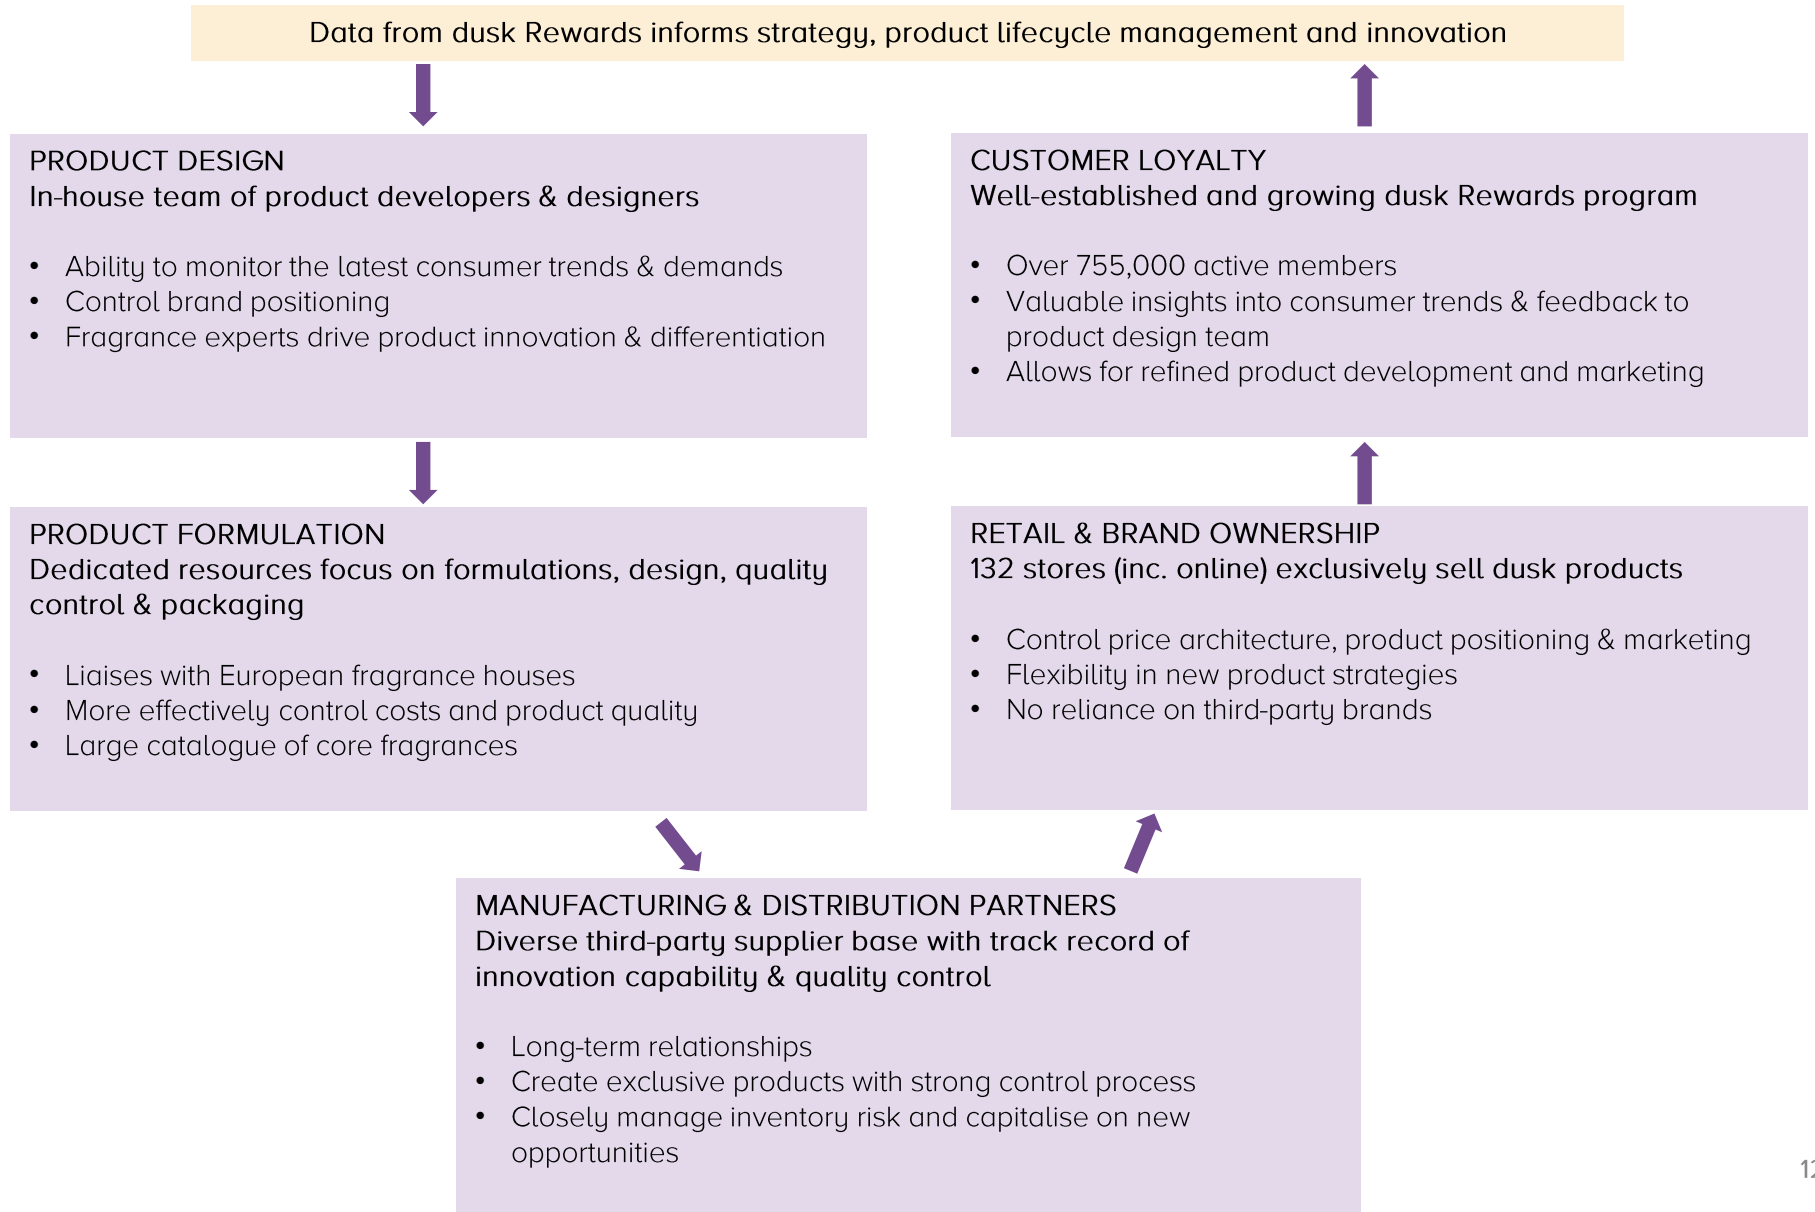 Data from dusk Rewards informs strategy, product lifecycle management and innovation
PRODUCT DESIGN
In-house team of product developers & designers
• Ability to monitor the latest consumer trends & demands
• Control brand positioning
• Fragrance experts drive product innovation & differentiation
CUSTOMER LOYALTY
Well-established and growing dusk Rewards program
• Over 755,000 active members
• Valuable insights into consumer trends & feedback to
product design team
• Allows for refined product development and marketing
PRODUCT FORMULATION
Dedicated resources focus on formulations, design, quality
control & packaging
• Liaises with European fragrance houses
• More effectively control costs and product quality
• Large catalogue of core fragrances
RETAIL & BRAND OWNERSHIP
132 stores (inc. online) exclusively sell dusk products
• Control price architecture, product positioning & marketing
• Flexibility in new product strategies
• No reliance on third-party brands
MANUFACTURING & DISTRIBUTION PARTNERS
Diverse third-party supplier base with track record of
innovation capability & quality control
• Long-term relationships
• Create exclusive products with strong control process
• Closely manage inventory risk and capitalise on new
opportunities
12